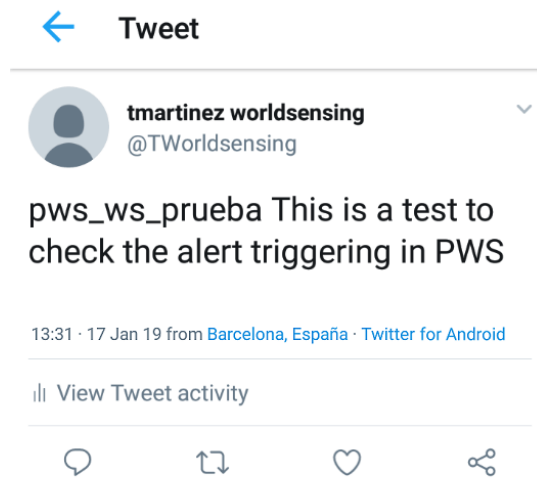 Tweet
tmartinez worldsensing
@TWorldsensing
pws_ws_prueba This is a test to
check the alert triggering in PWS
13:31 · 17 Jan 19 from Barcelona, España · Twitter for Android
View Tweet activity